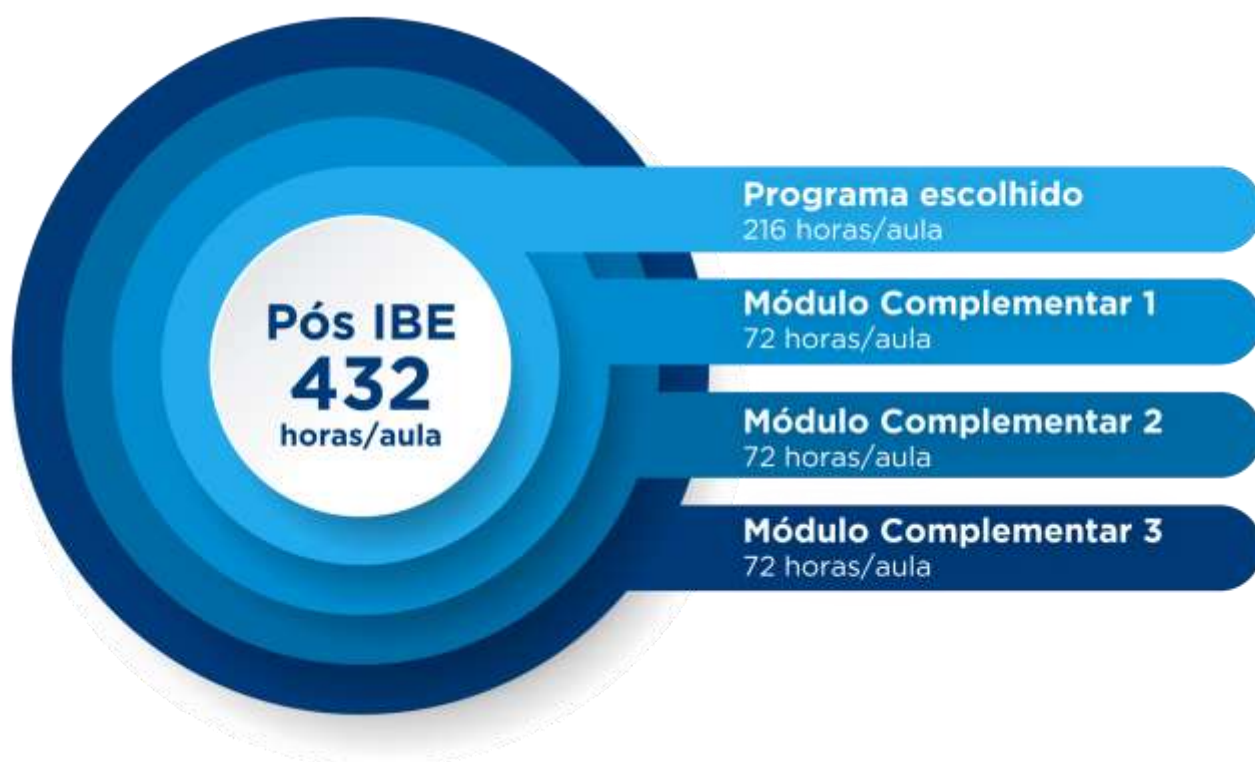 Pós IBE
432
horas/aula
Programa escolhido
216 horas/aula
Módulo Complementar 1
72 horas/aula
Módulo Complementar 2
72 horas/aula
Módulo Complementar 3
72 horas/aula